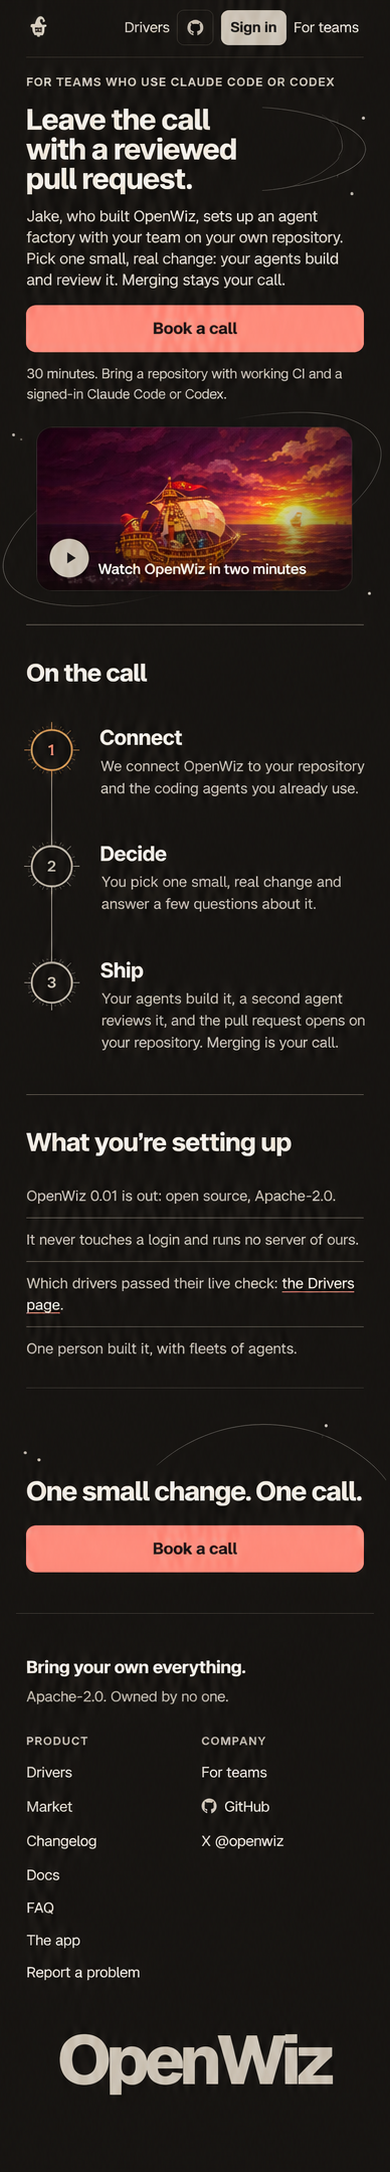 Drivers
Sign in
For teams
FOR TEAMS WHO USE CLAUDE CODE OR CODEX
Leave the call
with a reviewed
pull request.
Jake, who built OpenWiz, sets up an agent
factory with your team on your own repository.
Pick one small, real change: your agents build
and review it. Merging stays your call.
Book a call
30 minutes. Bring a repository with working CI and a
signed-in Claude Code or Codex.
Watch OpenWiz in two minutes
On the call
1
Connect
We connect OpenWiz to your repository
and the coding agents you already use.
2
Decide
You pick one small, real change and
answer a few questions about it.
3
Ship
Your agents build it, a second agent
reviews it, and the pull request opens on
your repository. Merging is your call.
What you’re setting up
OpenWiz 0.01 is out: open source, Apache-2.0.
It never touches a login and runs no server of ours.
Which drivers passed their live check: the Drivers
page.
One person built it, with fleets of agents.
One small change. One call.
Book a call
Bring your own everything.
Apache-2.0. Owned by no one.
PRODUCT
Drivers
Market
Changelog
Docs
FAQ
The app
Report a problem
COMPANY
For teams
GitHub
X @openwiz
OpenWiz